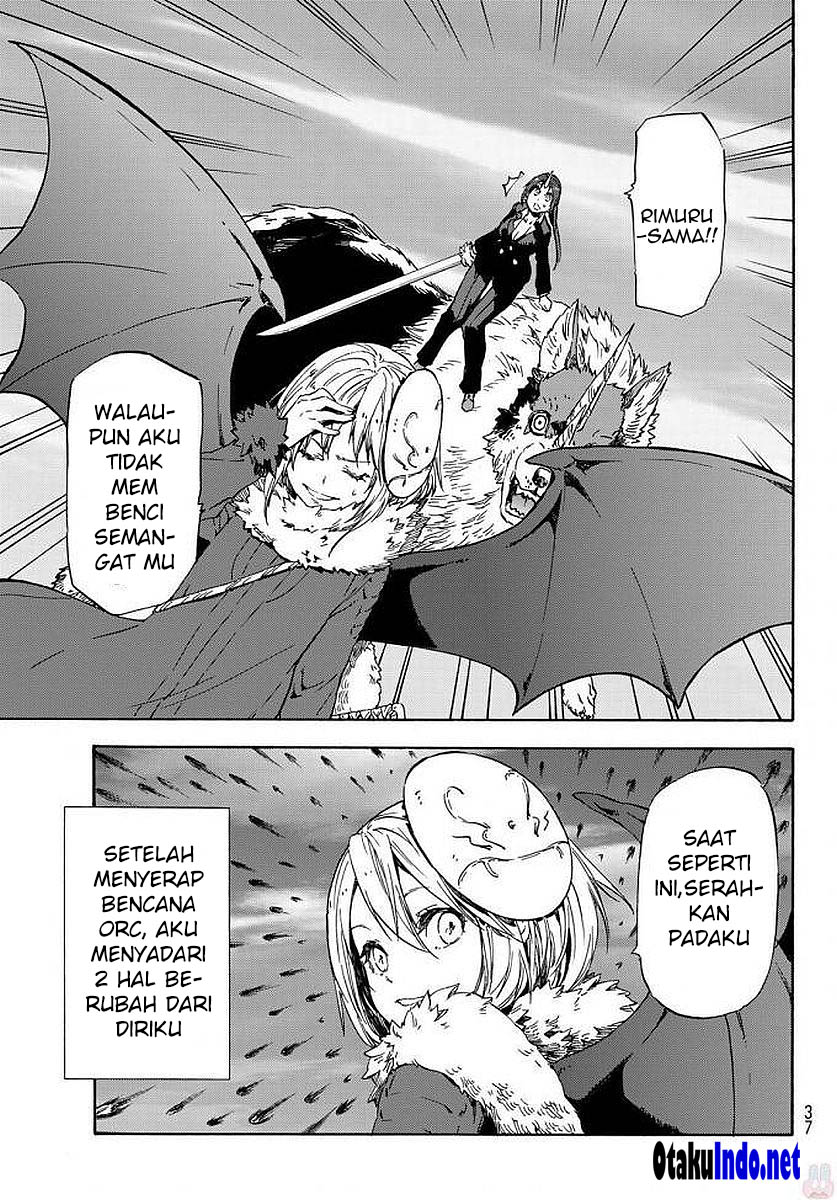 RIMURU
-SAMA!!
WALAU-
PUN AKU
TIDAK
MEM
BENCI
SEMAN-
GAT MU
SAAT
SEPERTI
INI,SERAH-
KAN
PADAKU
SETELAH
MENYERAP
BENCANA
ORC, AKU
MENYADARI
2 HAL BE-
RUBAH DARI
DIRIKU
37
OtakuIndo.net